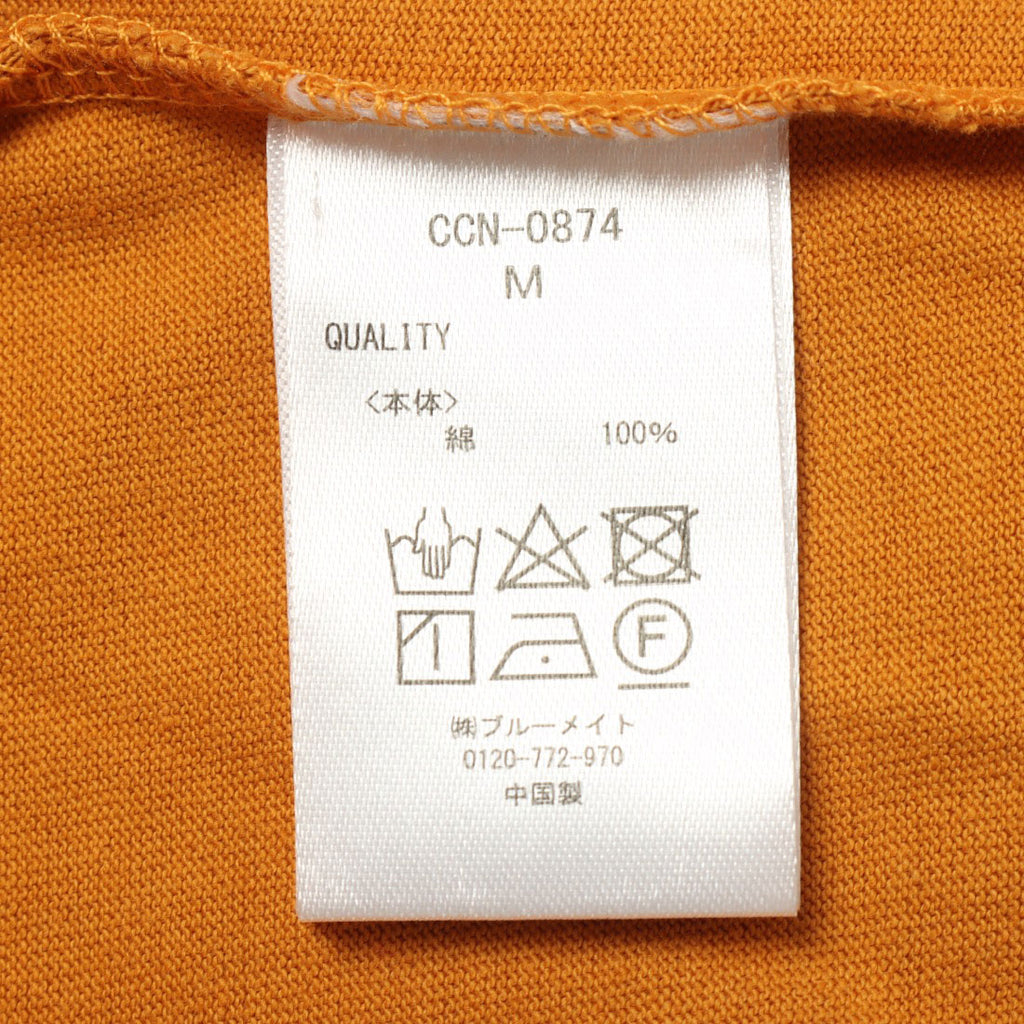 CCN-0874
M
QUALITY
<本体>
綿 100%
F
㈱ブルーメイト
0120-772-970
中国製